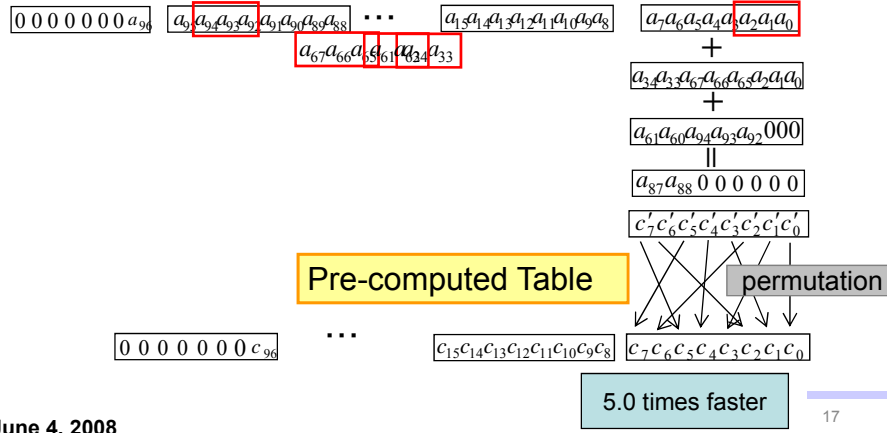 0 0 0 0 0 0 0 a₉₆ a₉₅a₉₄a₉₃a₉₂a₉₁a₉₀a₈₉a₈₈ ... a₁₅a₁₄a₁₃a₁₂a₁₁a₁₀a₉a₈ a₇a₆a₅a₄a₃a₂a₁a₀
+
a₃₄a₃₃a₆₇a₆₆a₆₅a₂a₁a₀
+
a₆₁a₆₀a₉₄a₉₃a₉₂000
=
a₈₇a₈₈ 0 0 0 0 0 0
c'₇c'₆c'₅c'₄c'₃c'₂c'₁c'₀
Pre-computed Table
permutation
0 0 0 0 0 0 0 c₉₆ ... c₁₅c₁₄c₁₃c₁₂c₁₁c₁₀c₉c₈ c₇c₆c₅c₄c₃c₂c₁c₀
5.0 times faster
June 4, 2008
17